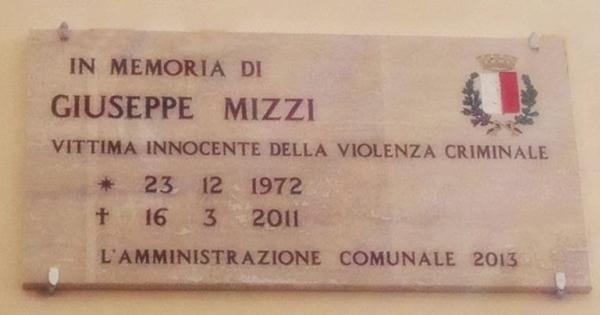 IN MEMORIA DI
GIUSEPPE MIZZI
VITTIMA INNOCENTE DELLA VIOLENZA CRIMINALE
✴ 23 12 1972
✝ 16 3 2011
L'AMMINISTRAZIONE COMUNALE 2013